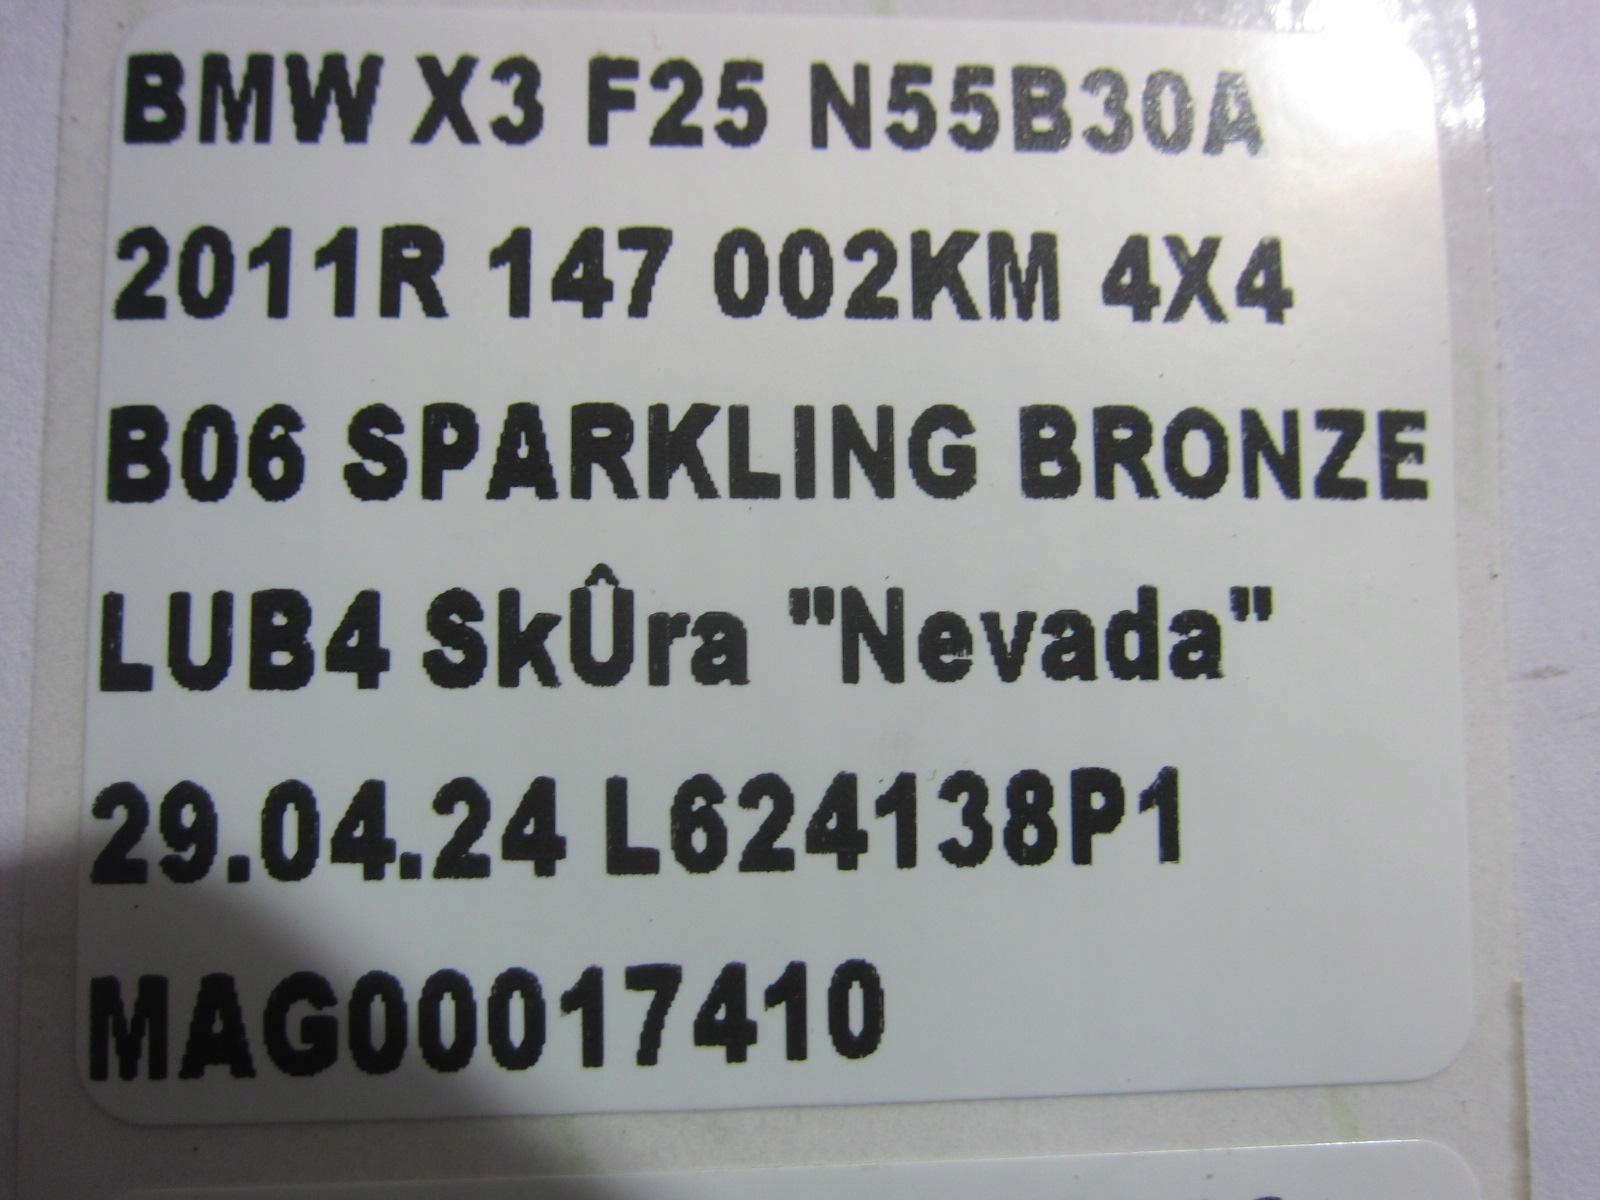 BMW X3 F25 N55B30A
2011R 147 002KM 4X4
B06 SPARKLING BRONZE
LUB4 SkÛra "Nevada"
29.04.24 L624138P1
MAG00017410